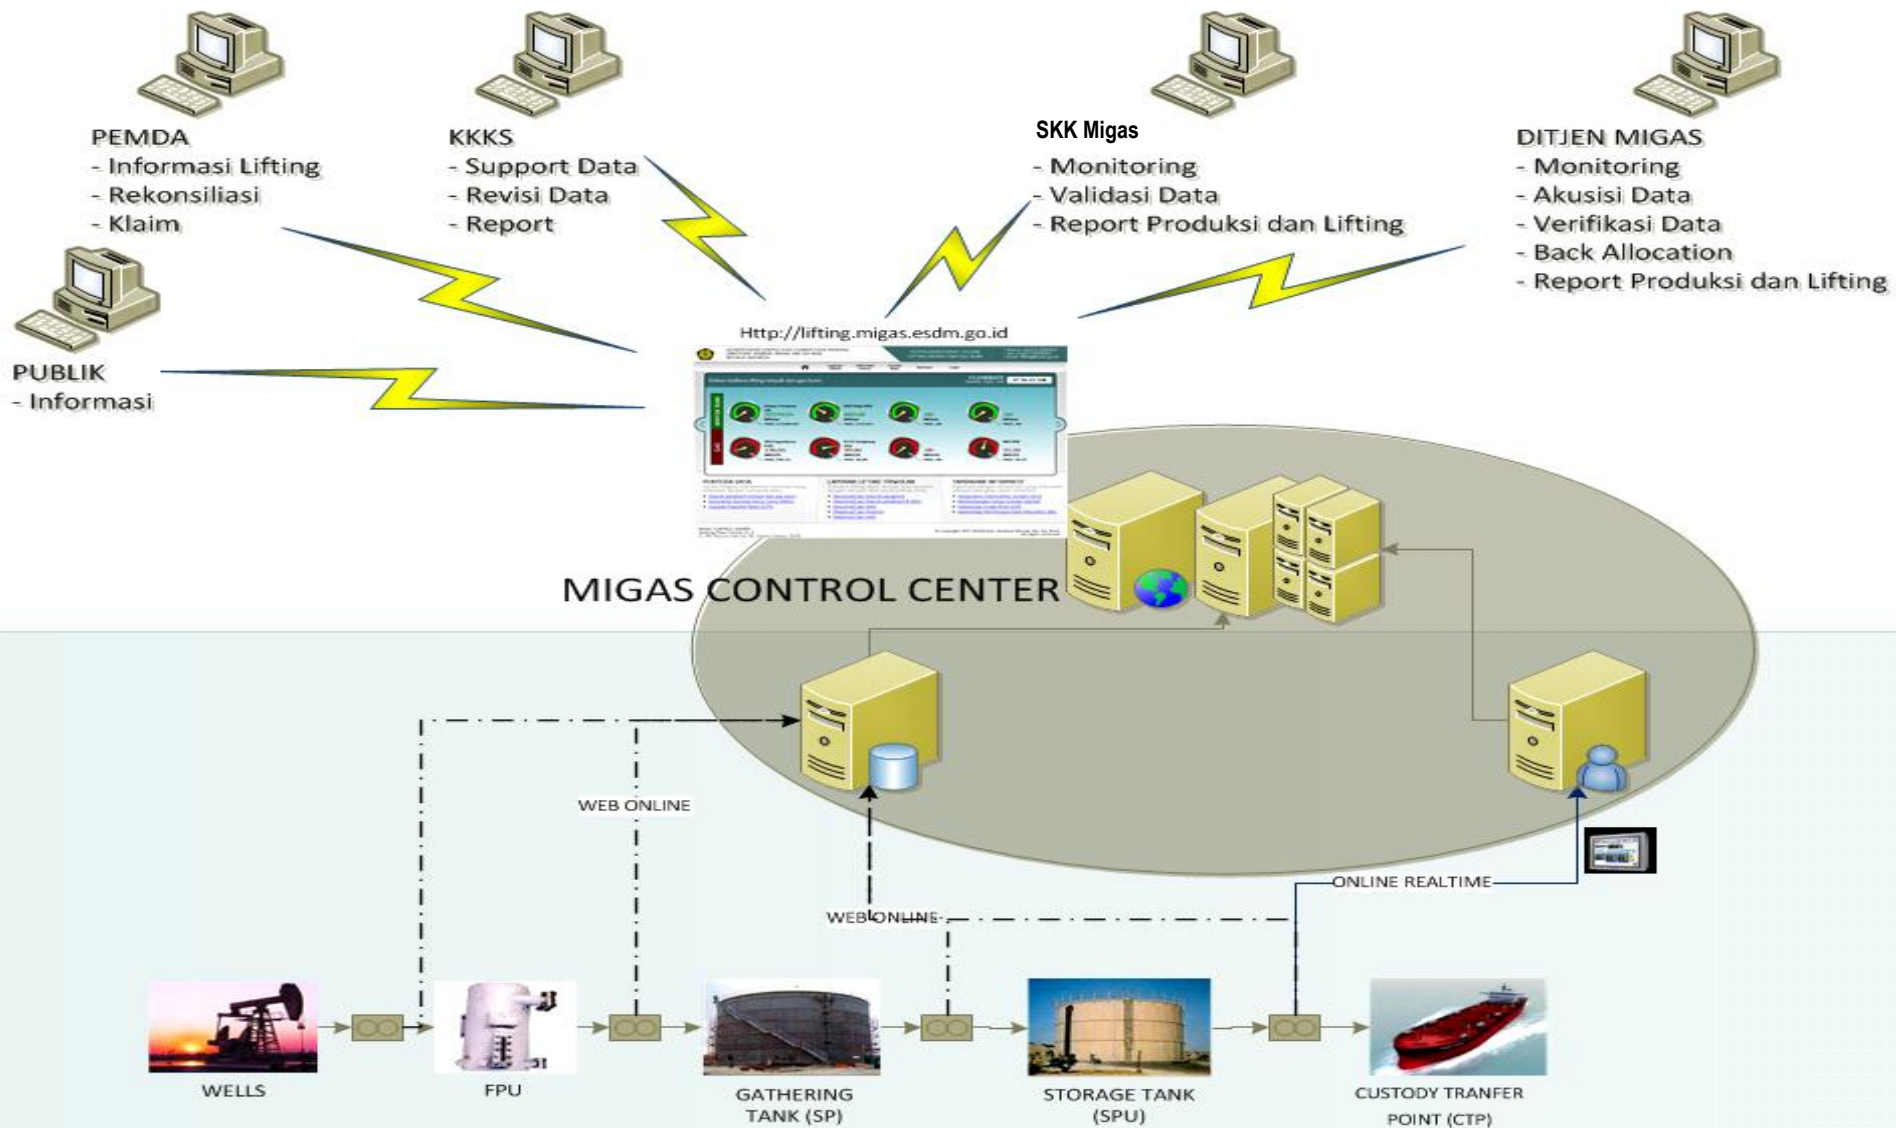 PEMDA
- Informasi Lifting
- Rekonsiliasi
- Klaim
KKKS
- Support Data
- Revisi Data
- Report
SKK Migas
- Monitoring
- Validasi Data
- Report Produksi dan Lifting
DITJEN MIGAS
- Monitoring
- Akusisi Data
- Verifikasi Data
- Back Allocation
- Report Produksi dan Lifting
PUBLIK
- Informasi
Http://lifting.migas.esdm.go.id
MIGAS CONTROL CENTER
WEB ONLINE
ONLINE REALTIME
WEB ONLINE
WELLS
FPU
GATHERING
TANK (SP)
STORAGE TANK
(SPU)
CUSTODY TRANFER
POINT (CTP)